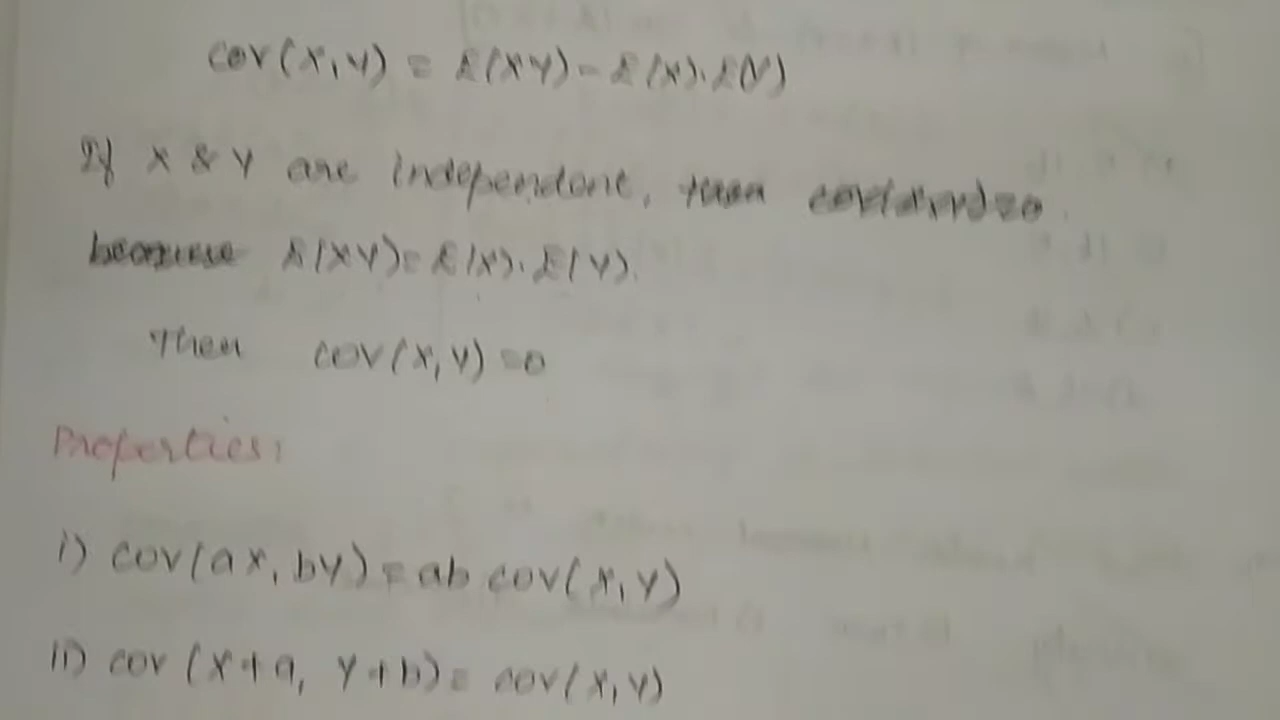 cov(X,Y) = E(XY) - E(X).E(Y)
If X & Y are independent, then cov(X,Y)=0.
because E(XY)=E(X).E(Y).
Then cov(X,Y)=0
Properties:
i) cov(ax, by) = ab cov(x,y)
ii) cov (X+a, Y+b) = cov(x,y)